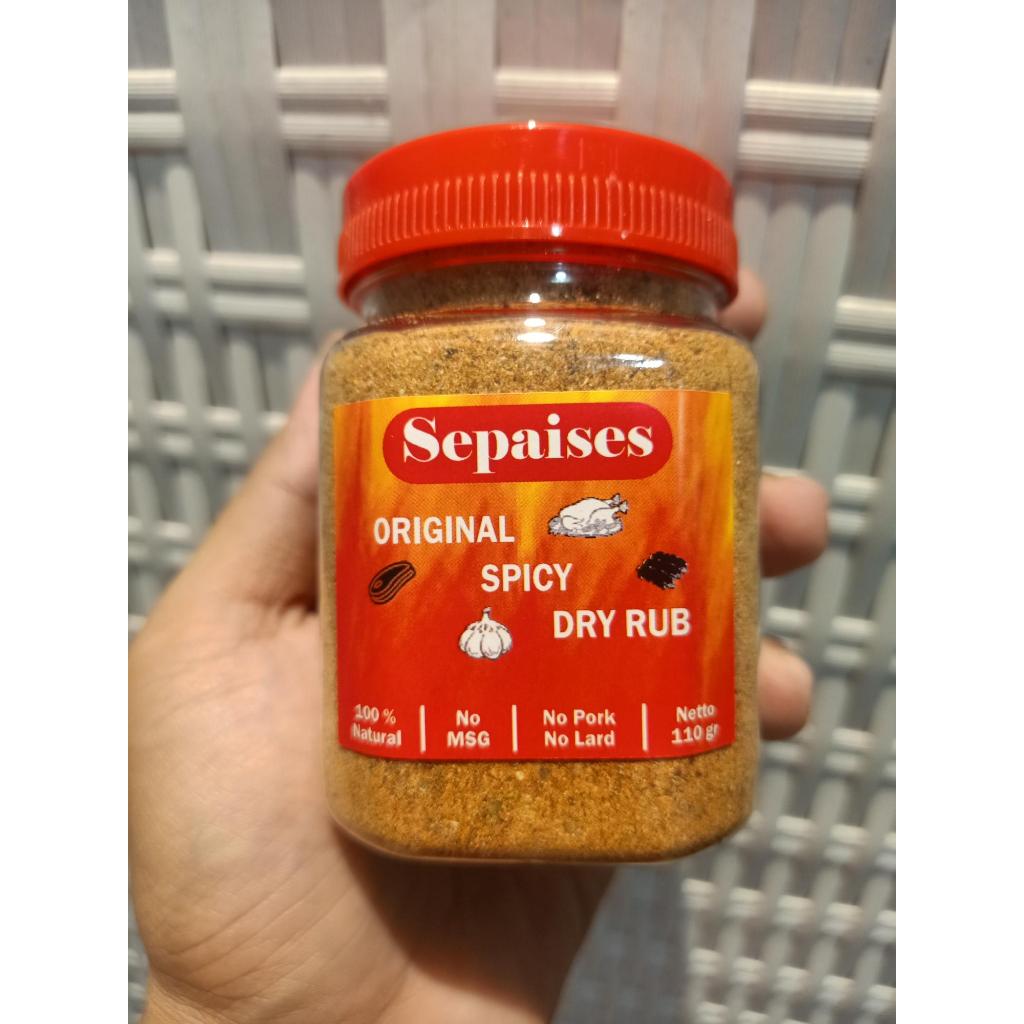 Sepaises
ORIGINAL
SPICY
DRY RUB
100 %
Natural
No
MSG
No Pork
No Lard
Netto
110 gr